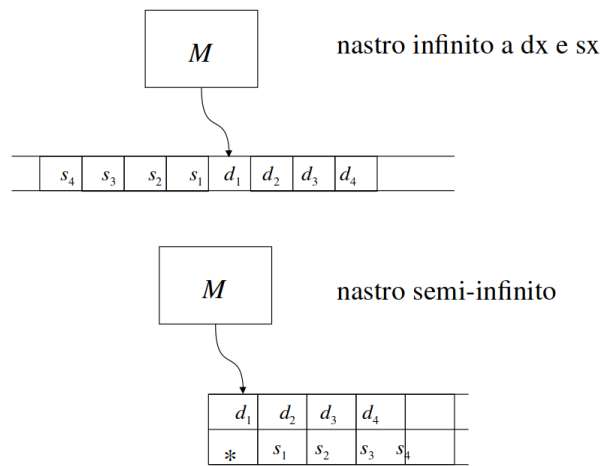 M
nastro infinito a dx e sx
s₄ s₃ s₂ s₁ d₁ d₂ d₃ d₄
M
nastro semi-infinito
d₁ d₂ d₃ d₄
* s₁ s₂ s₃ s₄